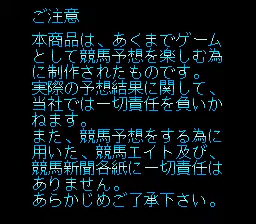 ご注意
本商品は、あくまでゲーム
として競馬予想を楽しむ為
に制作されたものです。
実際の予想結果に関して、
当社では一切責任を負いか
ねます。
また、競馬予想をする為に
用いた、競馬エイト及び、
競馬新聞各紙に一切責任は
ありません。
あらかじめご了承下さい。